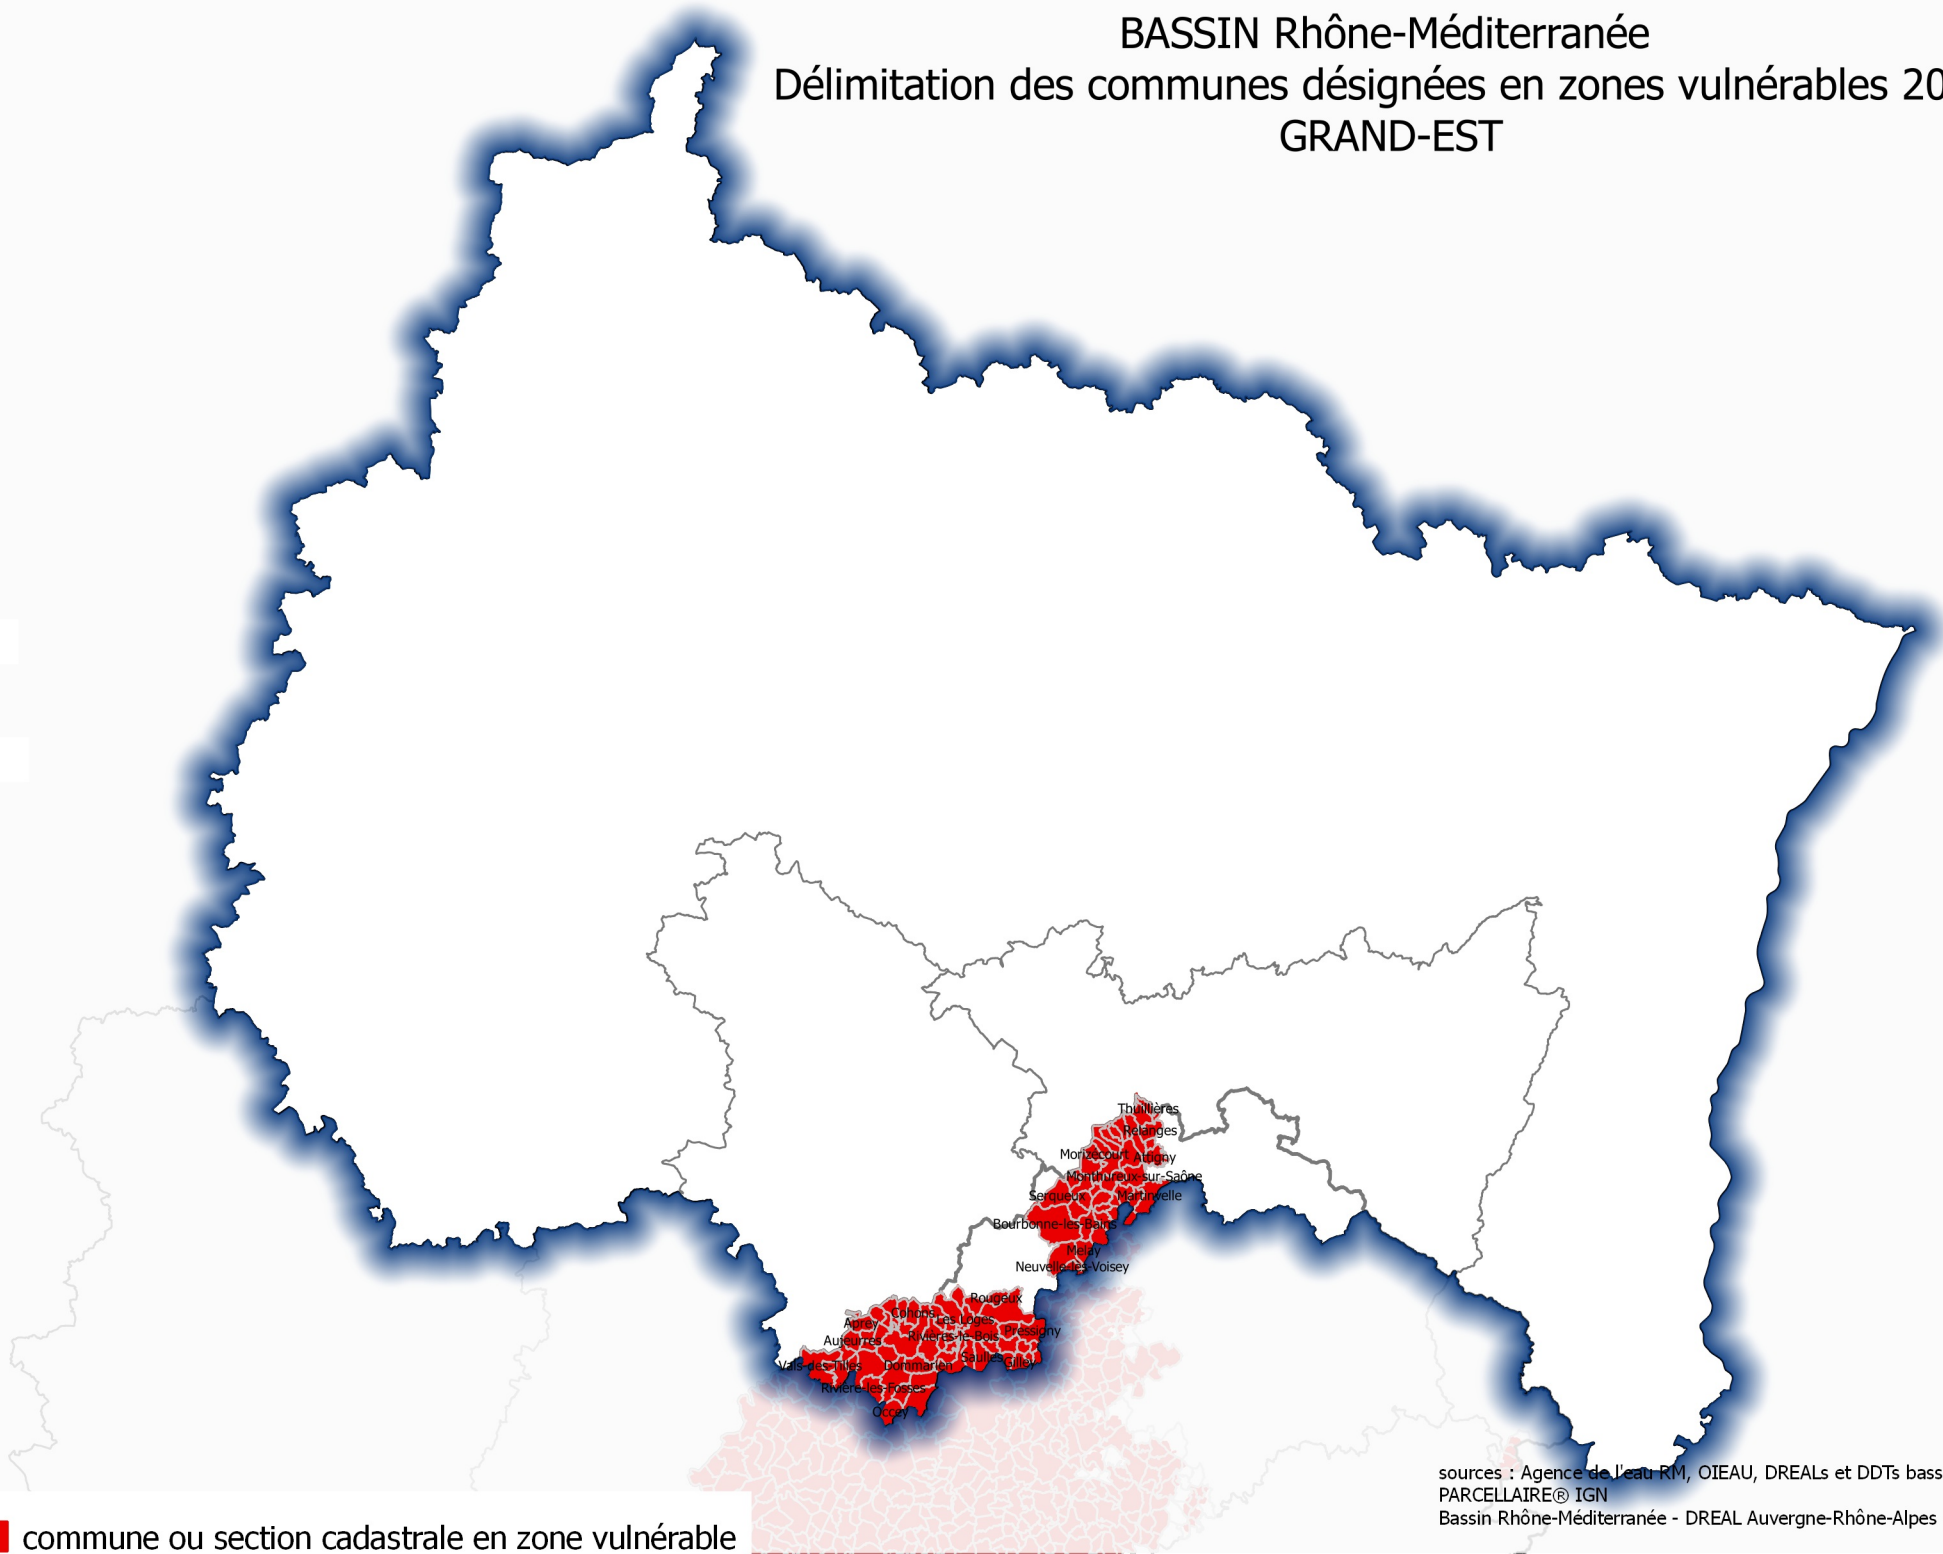 BASSIN Rhône-Méditerranée
Délimitation des communes désignées en zones vulnérables 20
GRAND-EST
Thuillières
Relanges
Morizécourt
Attigny
Monthureux-sur-Saône
Serqueux
Martinvelle
Bourbonne-les-Bains
Melay
Neuvelle-lès-Voisey
Rougeux
Cohons
Les Loges
Aprey
Pressigny
Rivières-le-Bois
Aujeurres
Saulles
Gilley
Vals-des-Tilles
Dommarien
Rivière-les-Fosses
Occey
sources : Agence de l'eau RM, OIEAU, DREALs et DDTs bass
PARCELLAIRE® IGN
Bassin Rhône-Méditerranée - DREAL Auvergne-Rhône-Alpes
commune ou section cadastrale en zone vulnérable